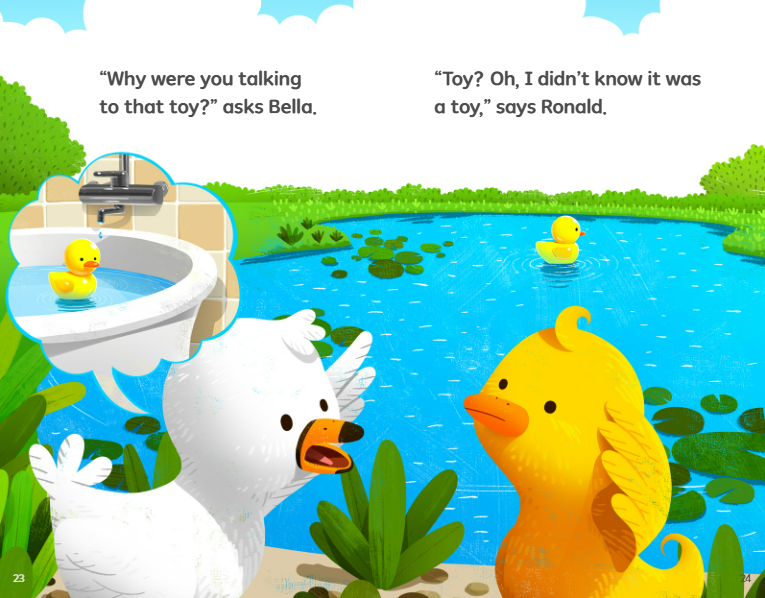 “Why were you talking
to that toy?” asks Bella.
“Toy? Oh, I didn’t know it was
a toy,” says Ronald.
23
24